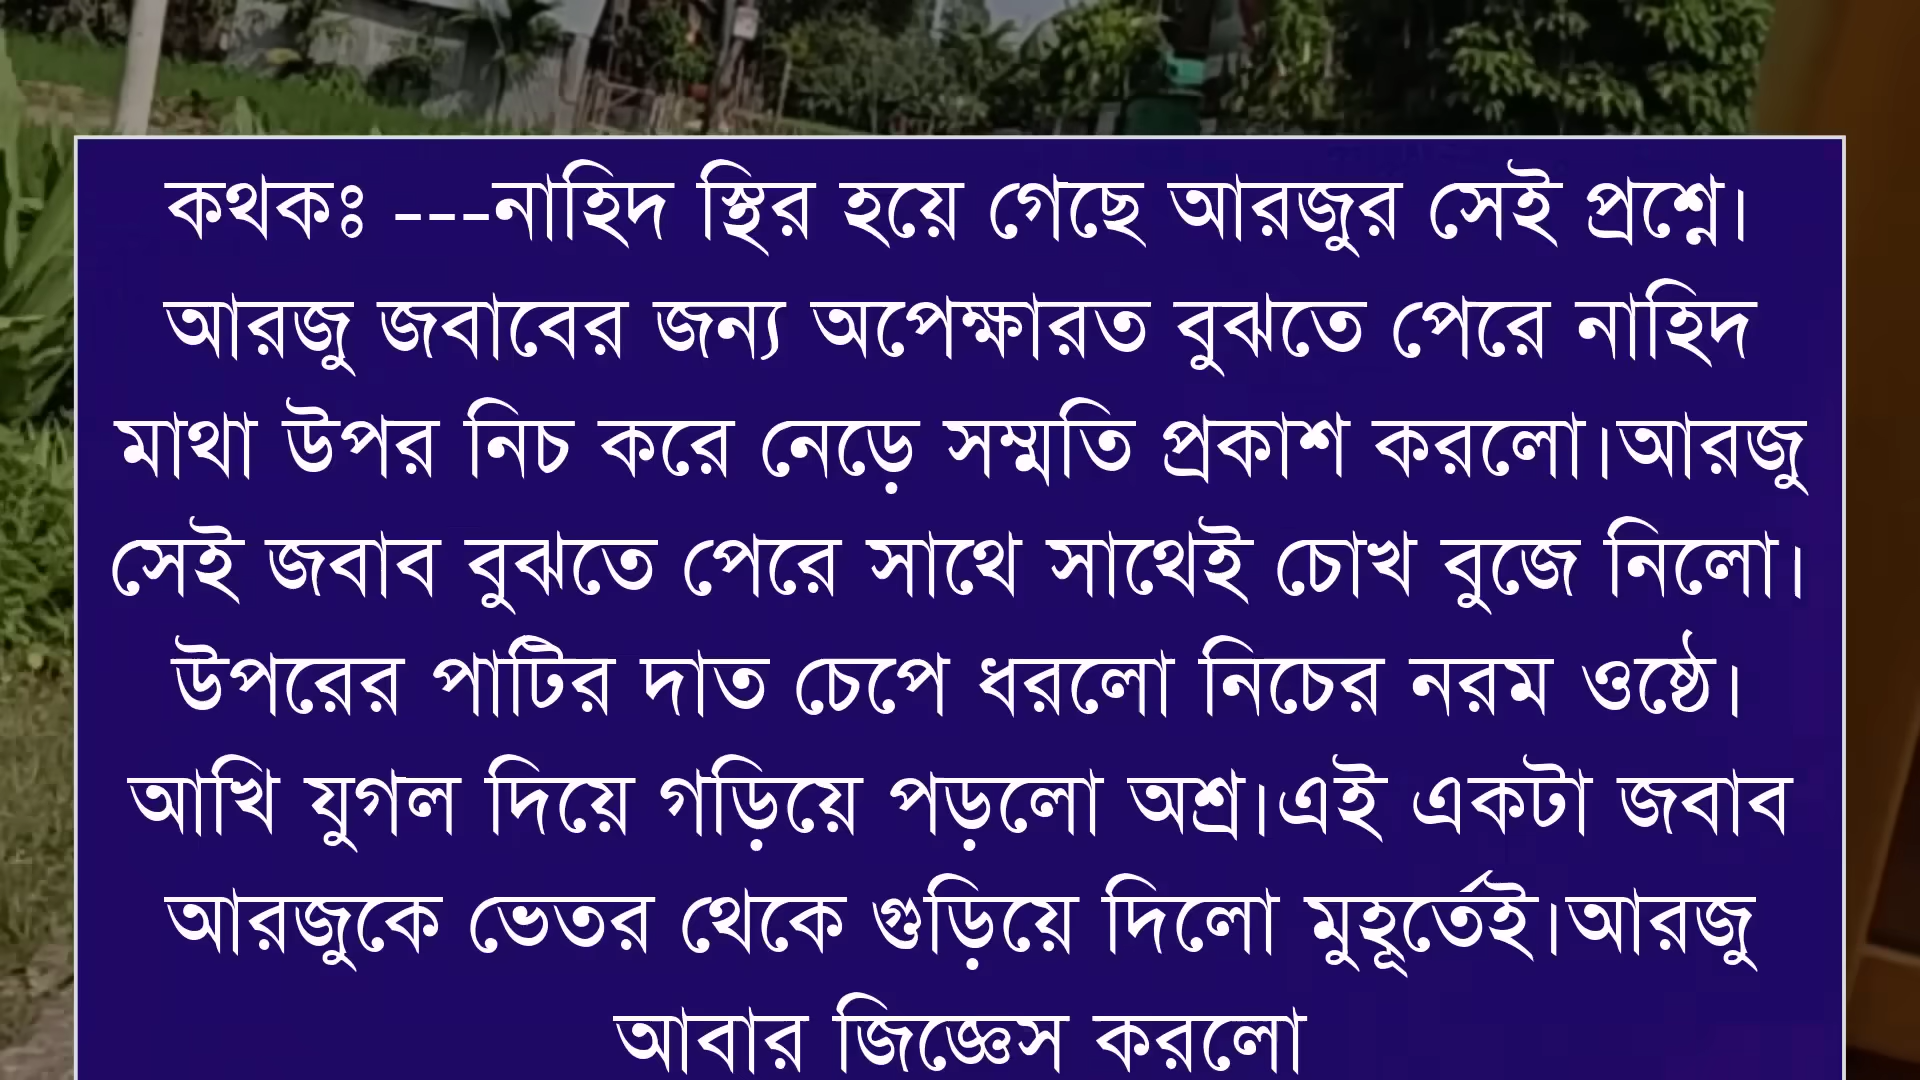 কথকঃ ---নাহিদ স্থির হয়ে গেছে আরজুর সেই প্রশ্নে।
আরজু জবাবের জন্য অপেক্ষারত বুঝতে পেরে নাহিদ
মাথা উপর নিচ করে নেড়ে সম্মতি প্রকাশ করলো।আরজু
সেই জবাব বুঝতে পেরে সাথে সাথেই চোখ বুজে নিলো।
উপরের পাটির দাত চেপে ধরলো নিচের নরম ওষ্ঠে।
আখি যুগল দিয়ে গড়িয়ে পড়লো অশ্র।এই একটা জবাব
আরজুকে ভেতর থেকে গুড়িয়ে দিলো মুহূর্তেই।আরজু
আবার জিজ্ঞেস করলো